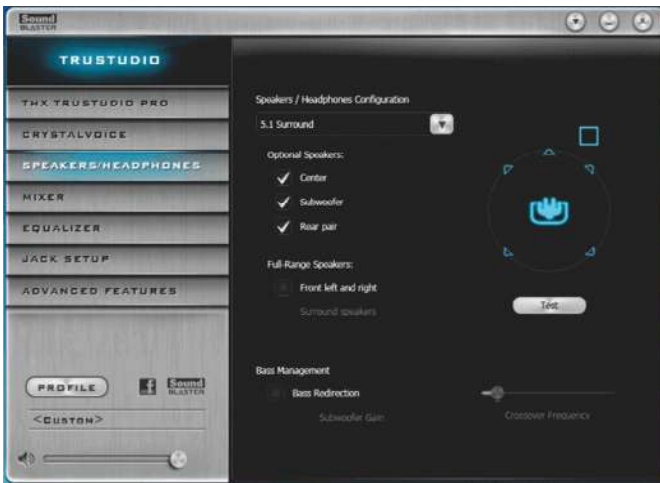 Sound
BLASTER
TRUSTUDIO
THX TRUSTUDIO PRO
CRYSTALVOICE
SPEAKERS/HEADPHONES
MIXER
EQUALIZER
JACK SETUP
ADVANCED FEATURES
PROFILE
f
Sound
BLASTER
<CUSTOM>
Speakers / Headphones Configuration
5.1 Surround
Optional Speakers:
Center
Subwoofer
Rear pair
Full-Range Speakers:
Front left and right
Surround speakers
Test
Bass Management
Bass Redirection
Subwoofer Gain
Crossover Frequency